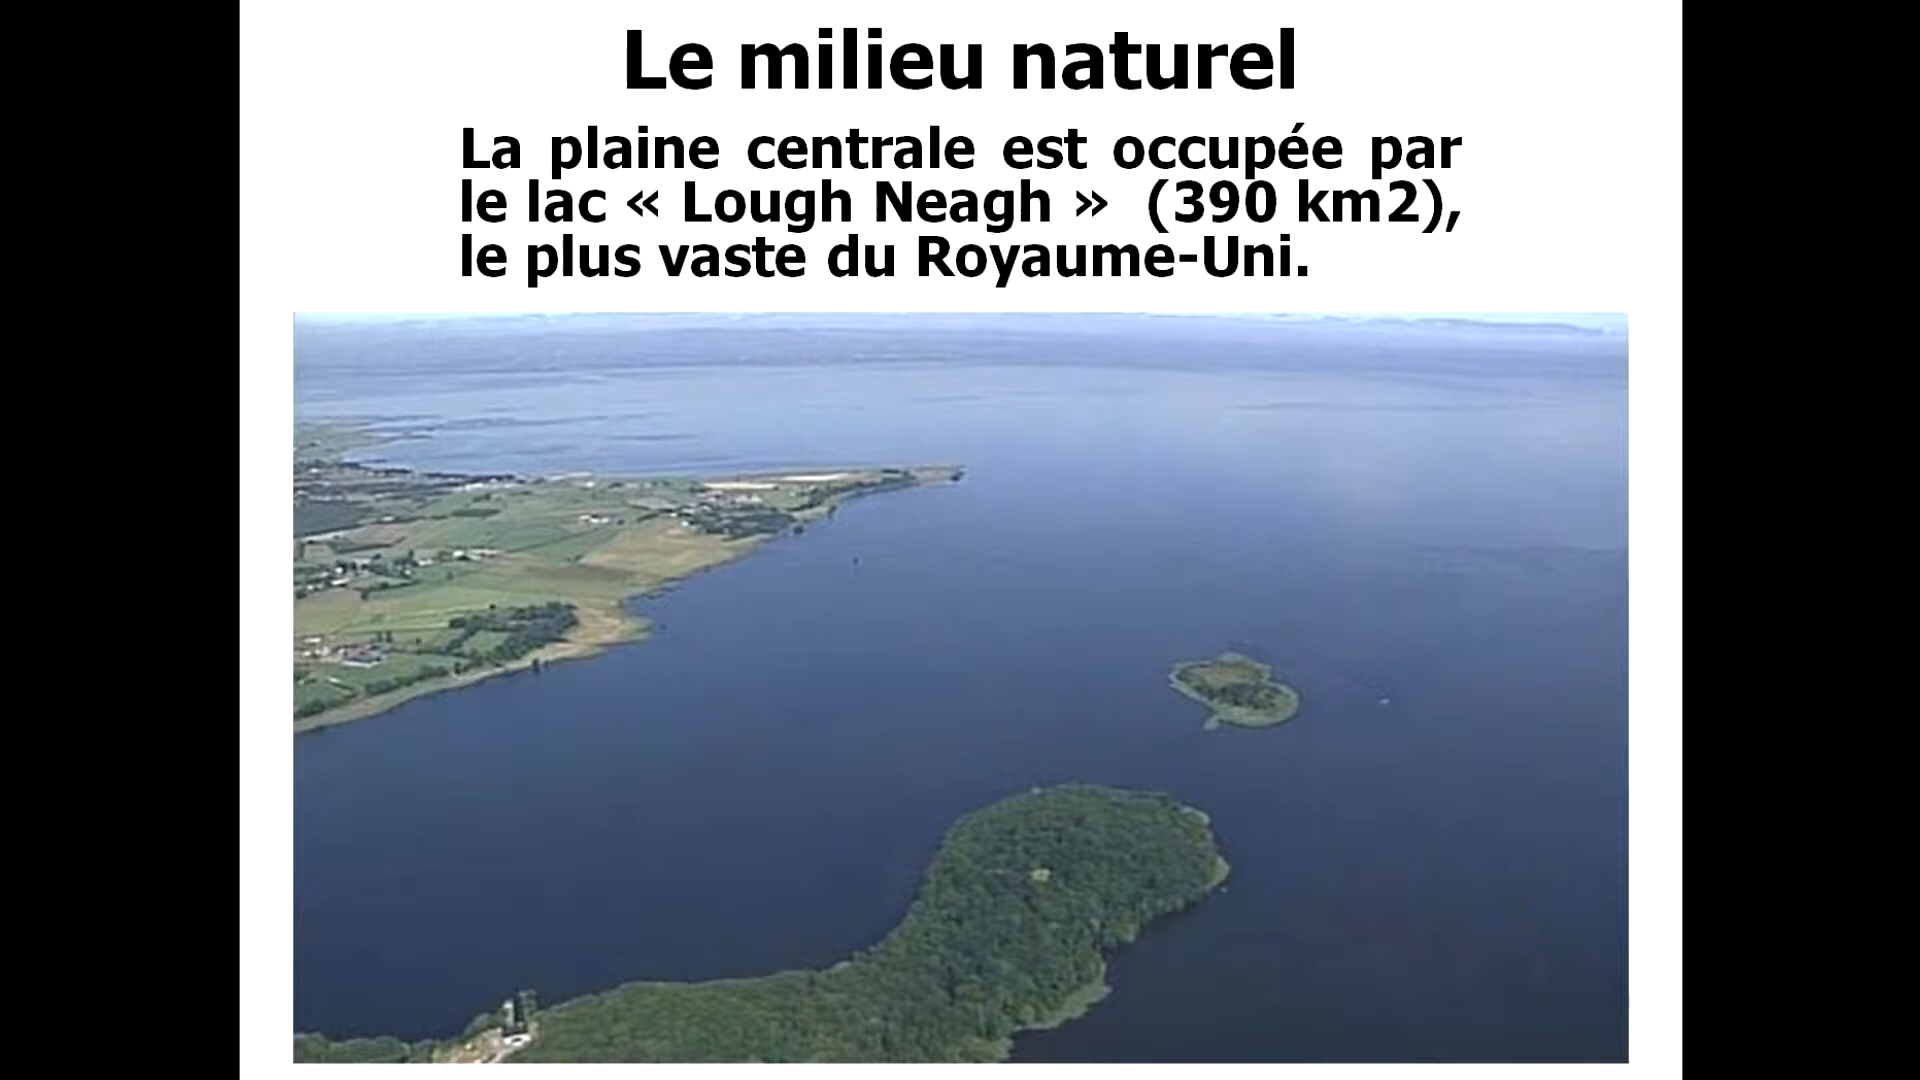 Le milieu naturel
La plaine centrale est occupée par
le lac « Lough Neagh » (390 km2),
le plus vaste du Royaume-Uni.